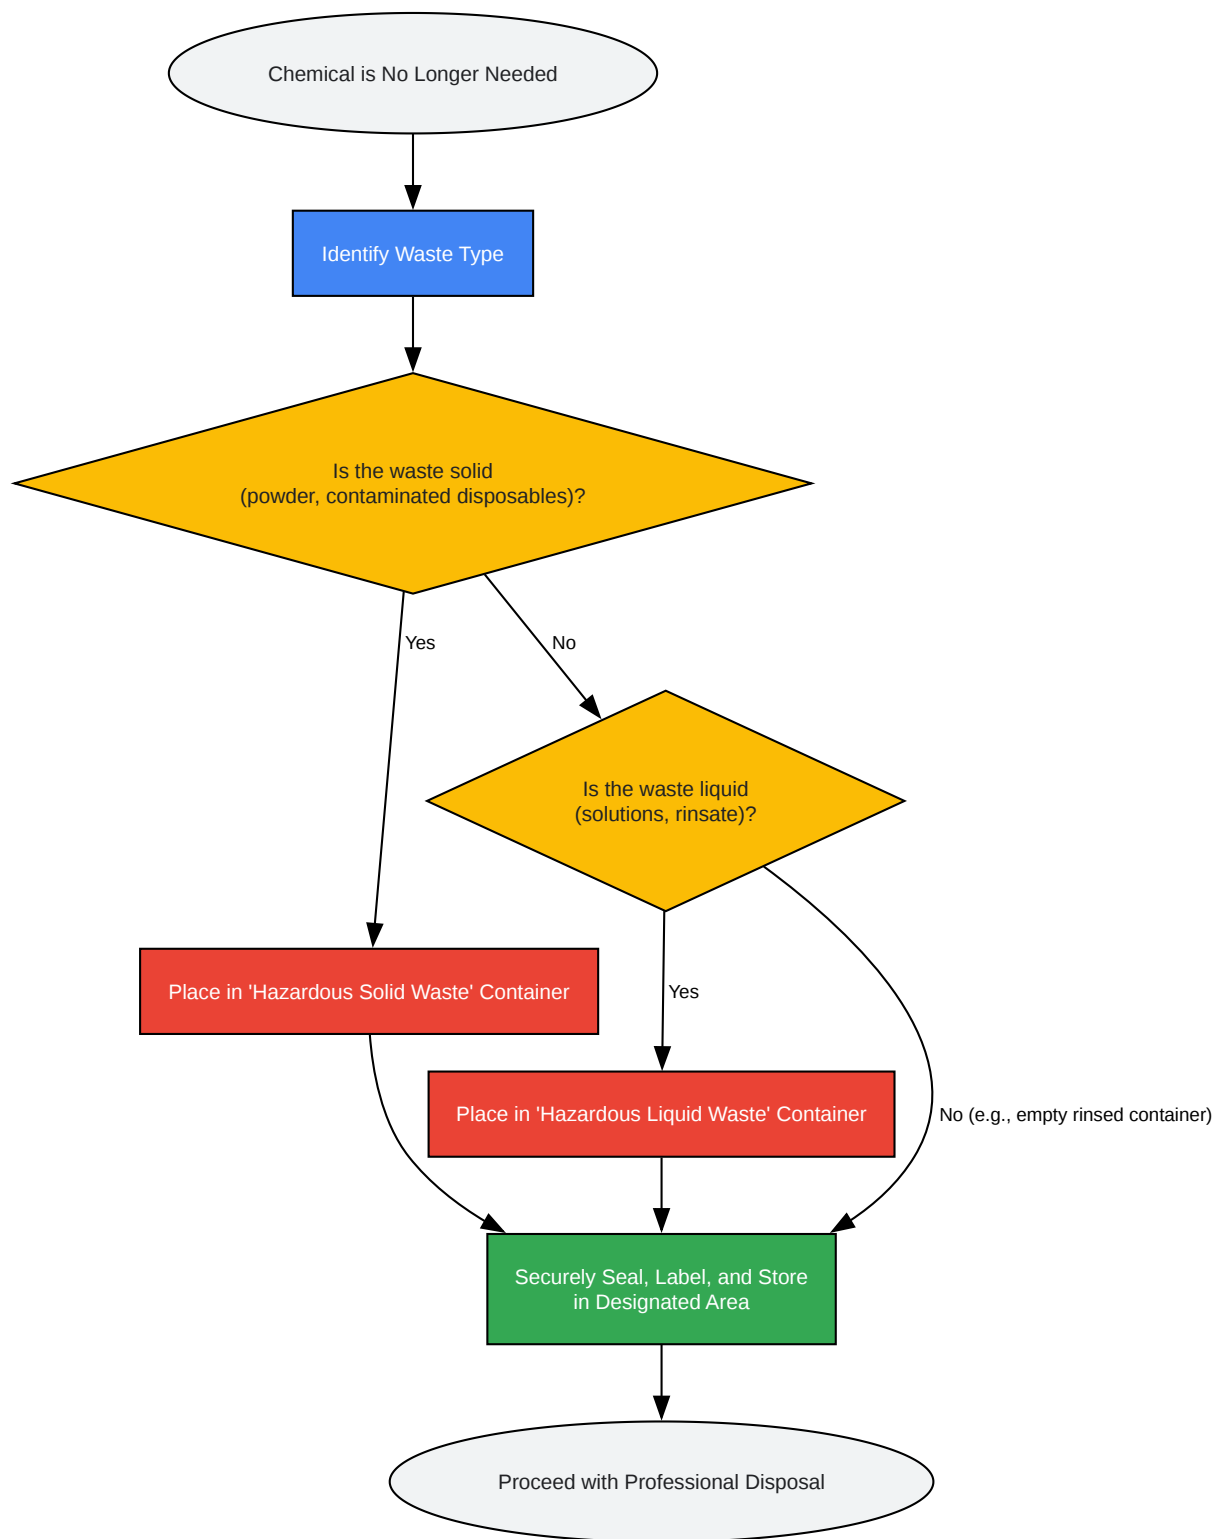 Chemical is No Longer Needed
Identify Waste Type
Is the waste solid
(powder, contaminated disposables)?
Yes
No
Is the waste liquid
(solutions, rinsate)?
Place in 'Hazardous Solid Waste' Container
Yes
Place in 'Hazardous Liquid Waste' Container
No (e.g., empty rinsed container)
Securely Seal, Label, and Store
in Designated Area
Proceed with Professional Disposal